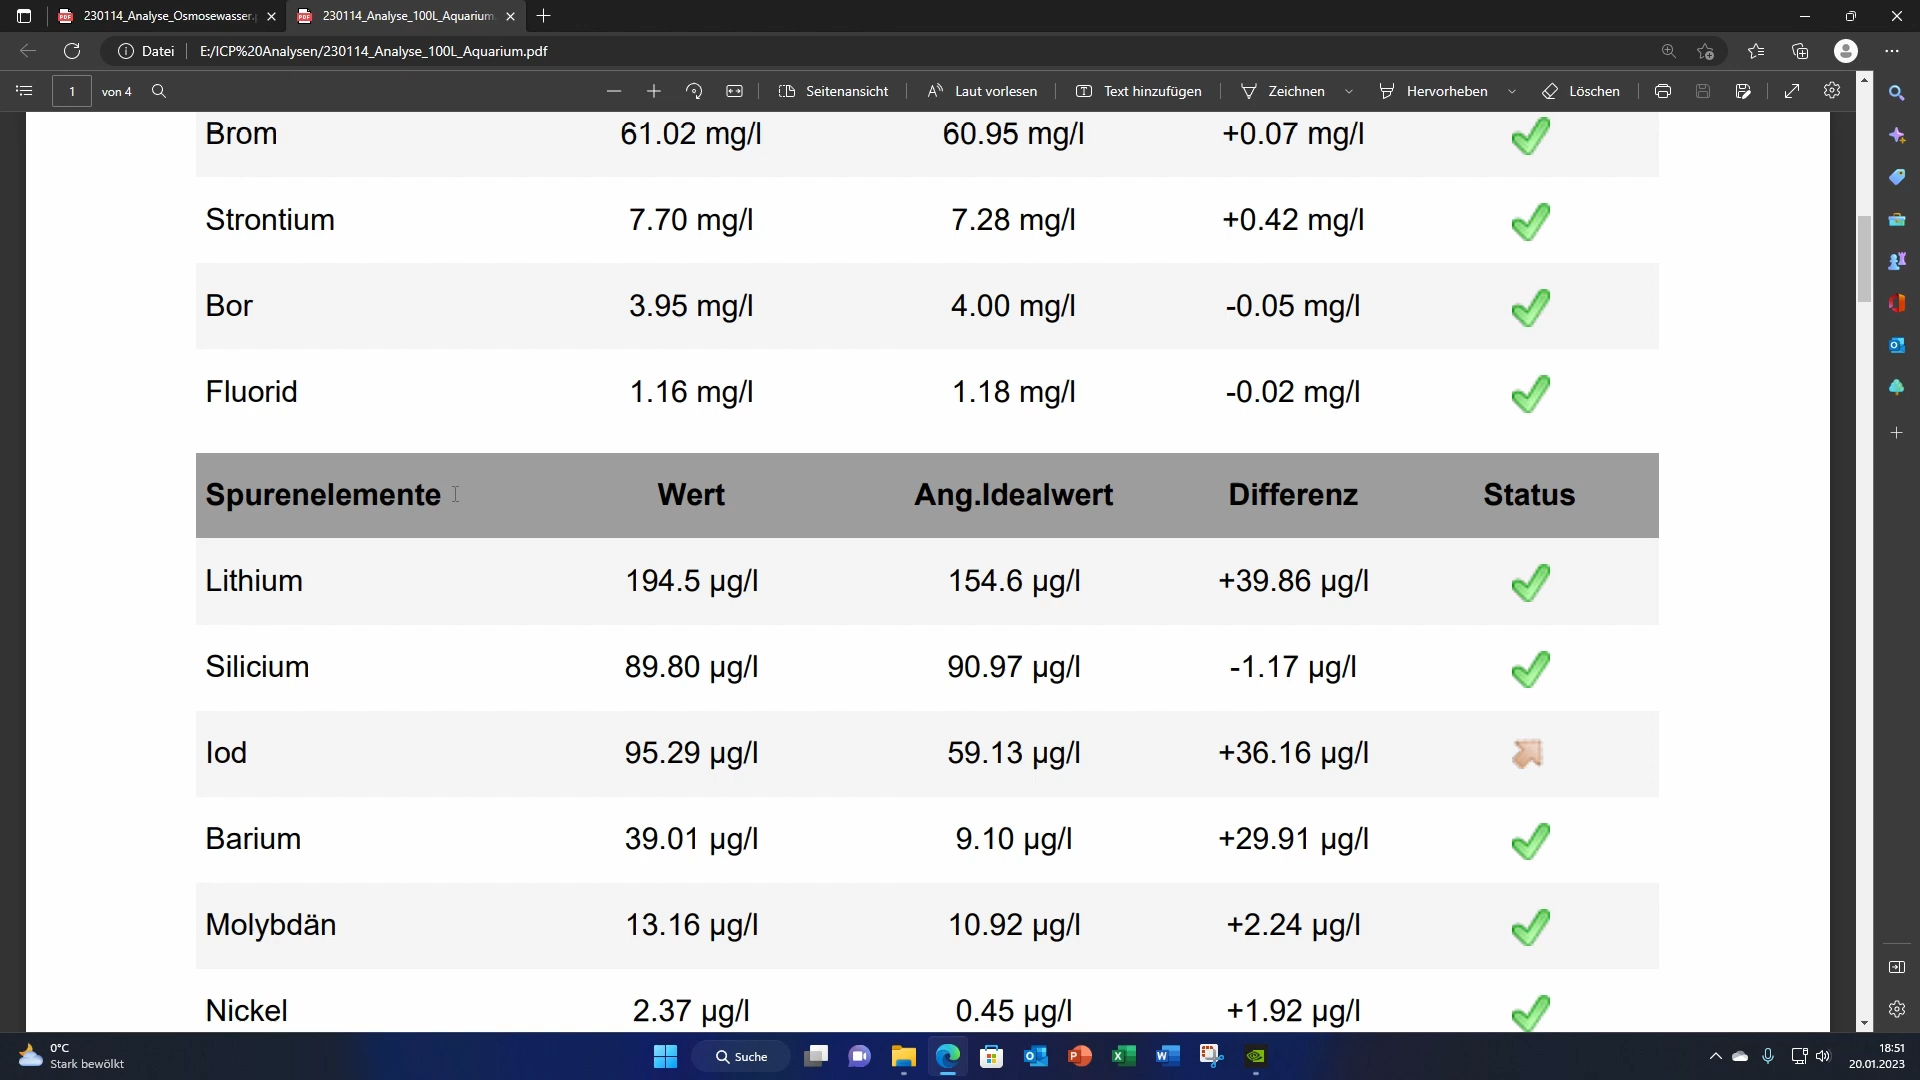 230114_Analyse_Osmosewasser.
230114_Analyse_100L_Aquarium.
Datei
E:/ICP%20Analysen/230114_Analyse_100L_Aquarium.pdf
1 von 4
Seitenansicht
Laut vorlesen
Text hinzufügen
Zeichnen
Hervorheben
Löschen
Brom 61.02 mg/l 60.95 mg/l +0.07 mg/l
Strontium 7.70 mg/l 7.28 mg/l +0.42 mg/l
Bor 3.95 mg/l 4.00 mg/l -0.05 mg/l
Fluorid 1.16 mg/l 1.18 mg/l -0.02 mg/l
Spurenelemente Wert Ang.Idealwert Differenz Status
Lithium 194.5 µg/l 154.6 µg/l +39.86 µg/l
Silicium 89.80 µg/l 90.97 µg/l -1.17 µg/l
Iod 95.29 µg/l 59.13 µg/l +36.16 µg/l
Barium 39.01 µg/l 9.10 µg/l +29.91 µg/l
Molybdän 13.16 µg/l 10.92 µg/l +2.24 µg/l
Nickel 2.37 µg/l 0.45 µg/l +1.92 µg/l
0°C
Stark bewölkt
Suche
18:51
20.01.2023